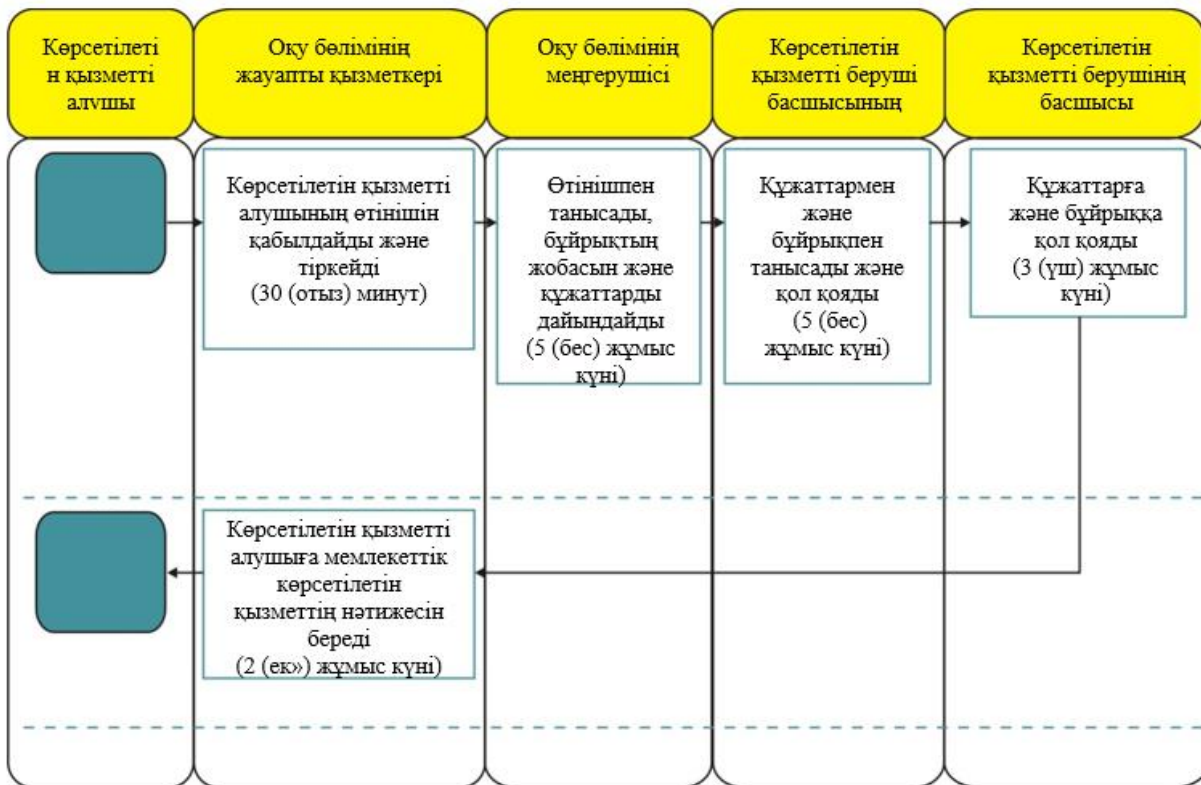 Көрсетілеті
н қызметті
алушы
Оқу бөлімінің
жауапты қызметкері
Оқу бөлімінің
меңгерушісі
Көрсетілетін
қызметті беруші
басшысының
Көрсетілетін
қызметті берушінің
басшысы
Көрсетілетін қызметті
алушының өтінішін
қабылдайды және
тіркейді
(30 (отыз) минут)
Өтінішпен
танысады,
бұйрықтың
жобасын және
құжаттарды
дайындайды
(5 (бес) жұмыс
күні)
Құжаттармен
және
бұйрықпен
танысады және
қол қояды
(5 (бес)
жұмыс күні)
Құжаттарға
және бұйрыққа
қол қояды
(3 (үш) жұмыс
күні)
Көрсетілетін қызметті
алушыға мемлекеттік
көрсетілетін
қызметтің нәтижесін
береді
(2 (ек») жұмыс күні)